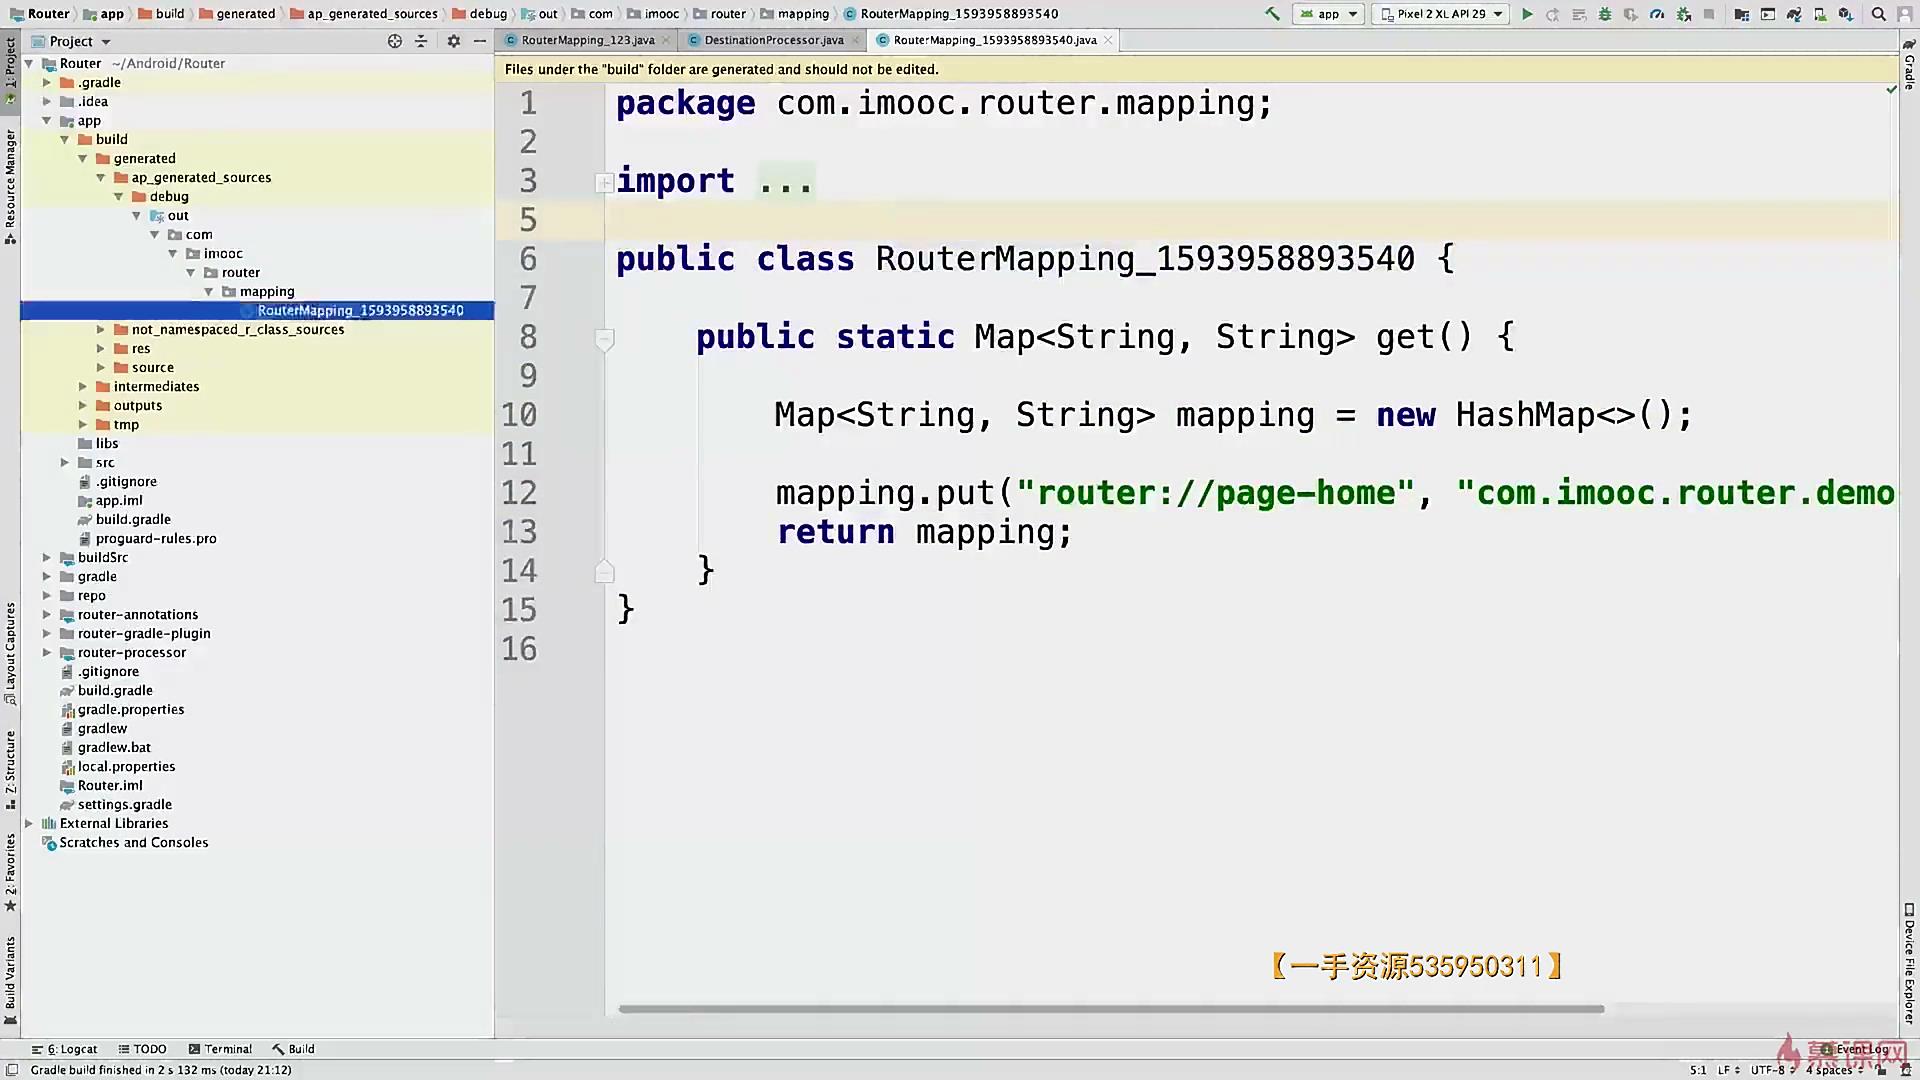 Router app build generated ap_generated_sources debug out com imooc router mapping RouterMapping_1593958893540 app Pixel 2 XL API 29
Project RouterMapping_123.java DestinationProcessor.java RouterMapping_1593958893540.java
Files under the "build" folder are generated and should not be edited.
Router ~/Android/Router
.gradle
.idea
app
build
generated
ap_generated_sources
debug
out
com
imooc
router
mapping
RouterMapping_1593958893540
not_namespaced_r_class_sources
res
source
intermediates
outputs
tmp
libs
src
.gitignore
app.iml
build.gradle
proguard-rules.pro
buildSrc
gradle
repo
router-annotations
router-gradle-plugin
router-processor
.gitignore
build.gradle
gradle.properties
gradlew
gradlew.bat
local.properties
Router.iml
settings.gradle
External Libraries
Scratches and Consoles
1 package com.imooc.router.mapping;
2
3 import ...
5
6 public class RouterMapping_1593958893540 {
7
8 public static Map<String, String> get() {
9
10 Map<String, String> mapping = new HashMap<>();
11
12 mapping.put("router://page-home", "com.imooc.router.demo
13 return mapping;
14 }
15 }
16
1: Project
Resource Manager
Layout Captures
Z: Structure
2: Favorites
Build Variants
Gradle
Device File Explorer
【一手资源535950311】
6: Logcat TODO Terminal Build Event Log
慕课网
Gradle build finished in 2 s 132 ms (today 21:12) 5:1 LF UTF-8 4 spaces